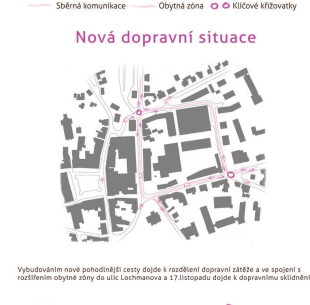 Sběrná komunikace Obytná zóna Klíčové křižovatky
Nová dopravní situace
Vybudováním nové pohodlnější cesty dojde k rozdělení dopravní zátěže a ve spojení s
rozšířením obytné zóny do ulic Lochmanova a 17.listopadu dojde k dopravnímu sklidnění